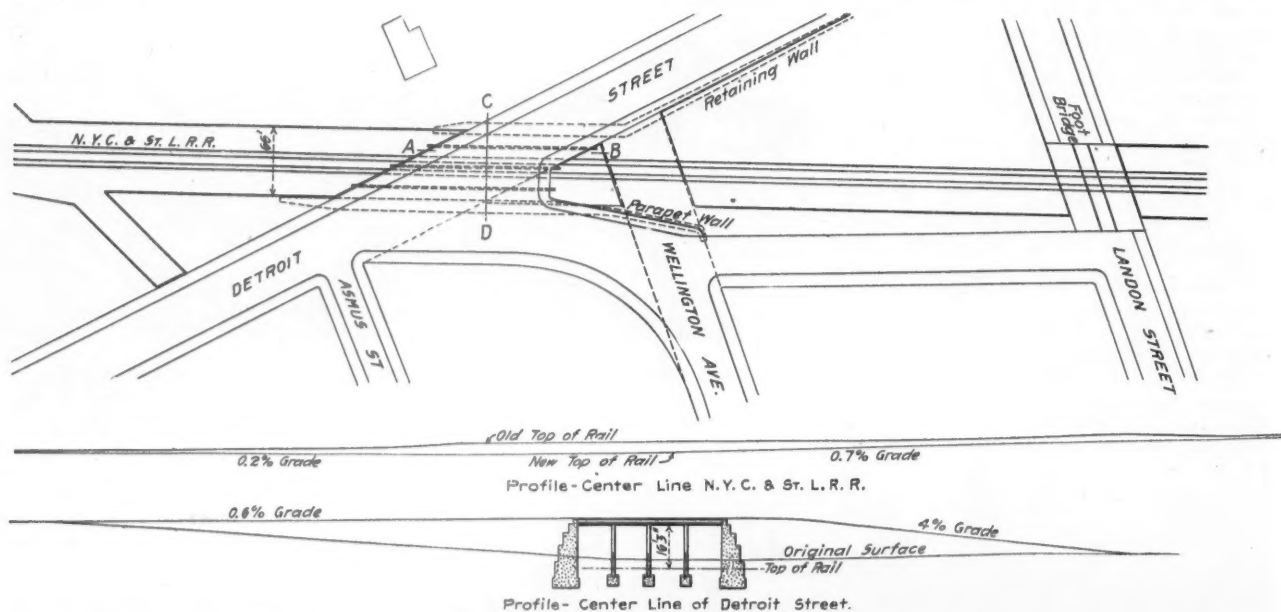 STREET
Retaining Wall
C
Foot
Bridge
N.Y.C. & ST. L. R.R.
66'
A
B
Parapet Wall
D
DETROIT
ASMUS ST
WELLINGTON AVE.
LANDON STREET
Old Top of Rail
0.2% Grade
New Top of Rail
0.7% Grade
Profile-Center Line N.Y.C. & ST. L. R.R.
0.6% Grade
4% Grade
Original Surface
Top of Rail
Profile- Center Line of Detroit Street.